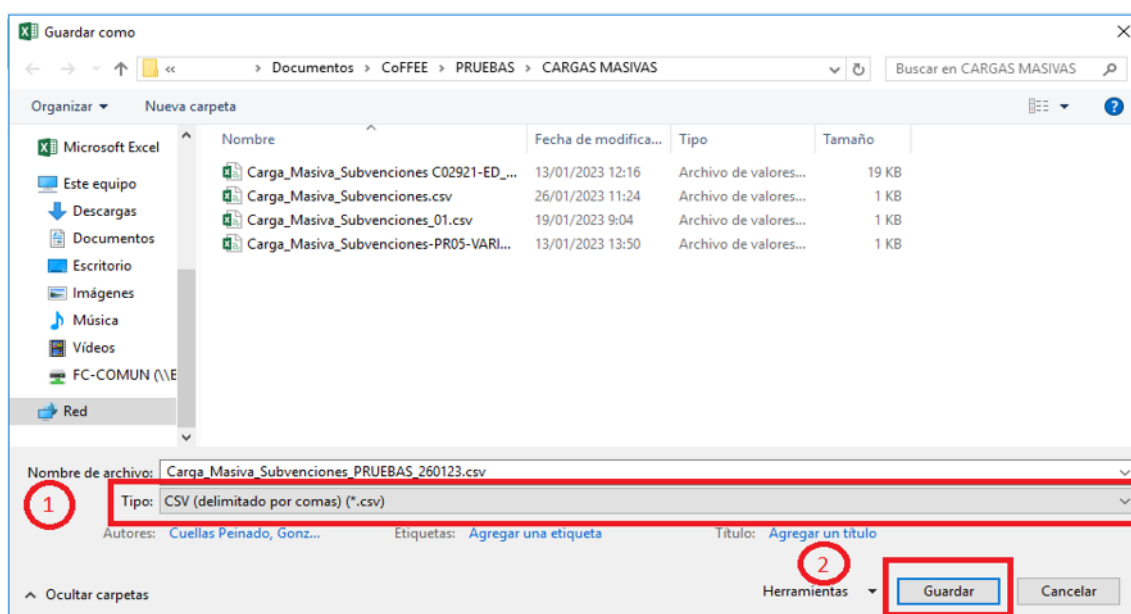 Guardar como
« > Documentos > CoFFEE > PRUEBAS > CARGAS MASIVAS
Buscar en CARGAS MASIVAS
Organizar Nueva carpeta
Nombre Fecha de modifica... Tipo Tamaño
Microsoft Excel
Este equipo
Descargas
Documentos
Escritorio
Imágenes
Música
Vídeos
FC-COMUN (\\E
Red
Carga_Masiva_Subvenciones C02921-ED_... 13/01/2023 12:16 Archivo de valores... 19 KB
Carga_Masiva_Subvenciones.csv 26/01/2023 11:24 Archivo de valores... 1 KB
Carga_Masiva_Subvenciones_01.csv 19/01/2023 9:04 Archivo de valores... 1 KB
Carga_Masiva_Subvenciones-PR05-VARI... 13/01/2023 13:50 Archivo de valores... 1 KB
Nombre de archivo: Carga_Masiva_Subvenciones_PRUEBAS_260123.csv
1 Tipo: CSV (delimitado por comas) (*.csv)
Autores: Cuellas Peinado, Gonz... Etiquetas: Agregar una etiqueta Título: Agregar un título
2
Ocultar carpetas Herramientas Guardar Cancelar